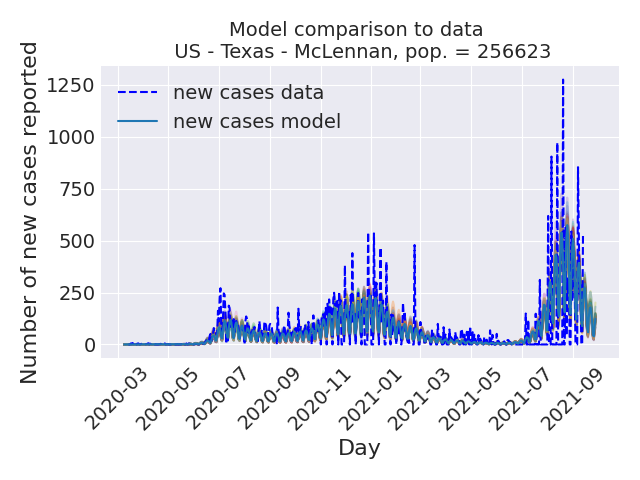 Model comparison to data
US - Texas - McLennan, pop. = 256623
Number of new cases reported
1250
1000
750
500
250
0
new cases data
new cases model
2020-03
2020-05
2020-07
2020-09
2020-11
2021-01
2021-03
2021-05
2021-07
2021-09
Day